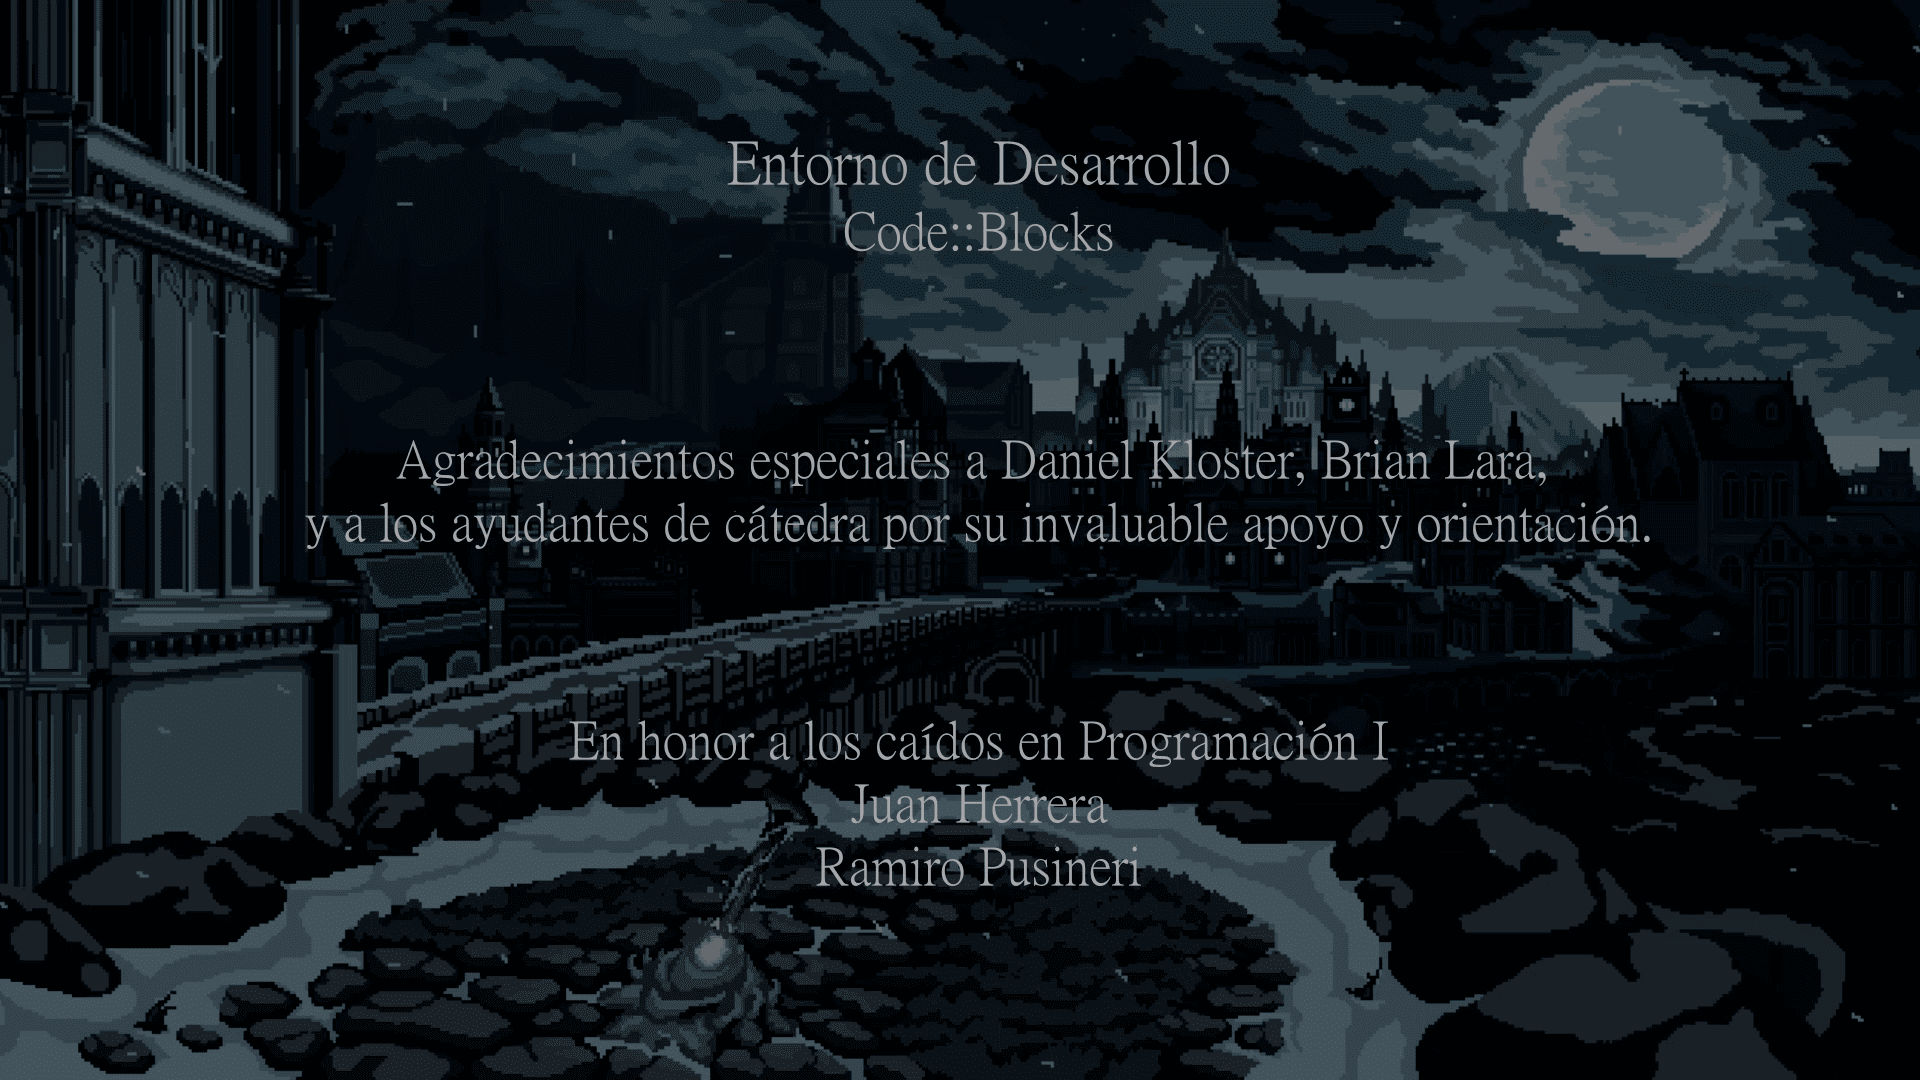 Entorno de Desarrollo
Code::Blocks
Agradecimientos especiales a Daniel Kloster, Brian Lara,
y a los ayudantes de cátedra por su invaluable apoyo y orientación.
En honor a los caídos en Programación I
Juan Herrera
Ramiro Pusineri